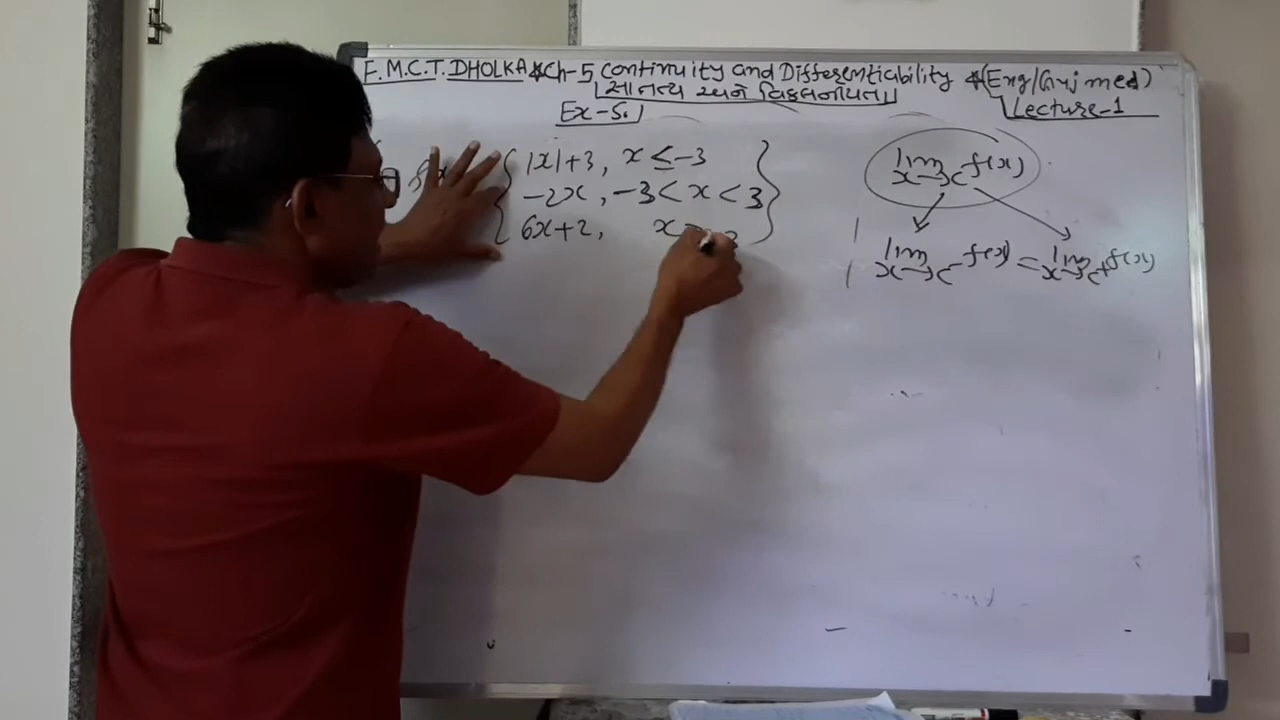 F.M.C.T. DHOLKA * Ch-5 Continuity and Differentiability * (Eng/Guj med)
સાતત્ય અને વિકલનીયતા
Lecture-1
Ex-5.1
f(x
|x|+3, x ≤ -3
-2x, -3 < x < 3
6x+2, x
lim x→c f(x)
lim x→c⁻ f(x) = lim x→c⁺ f(x)